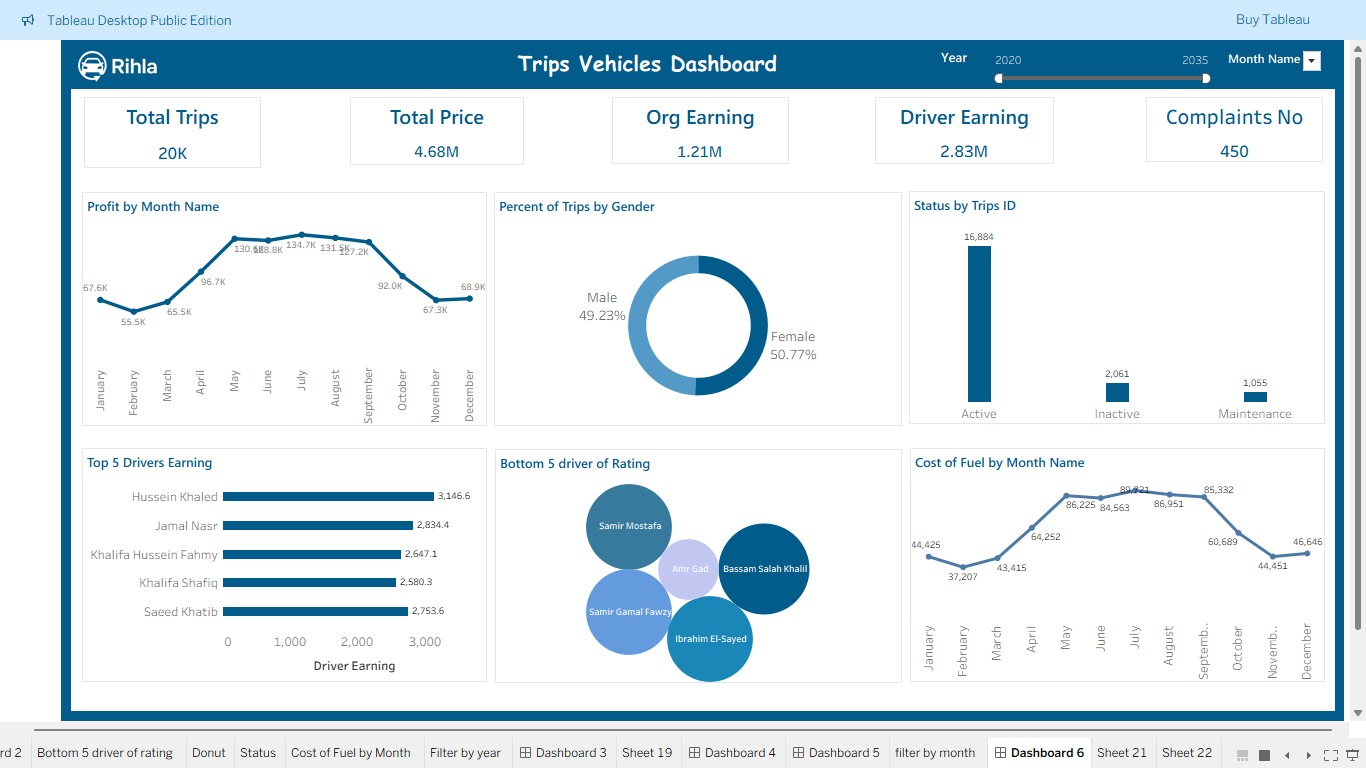 Tableau Desktop Public Edition
Buy Tableau
Rihla
Trips Vehicles Dashboard
Year
2020
2035
Month Name
Total Trips
20K
Total Price
4.68M
Org Earning
1.21M
Driver Earning
2.83M
Complaints No
450
Profit by Month Name
67.6K
55.5K
65.5K
96.7K
134.7K
127.2K
92.0K
67.3K
68.9K
January
February
March
April
May
June
July
August
September
October
November
December
Percent of Trips by Gender
Male
49.23%
Female
50.77%
Status by Trips ID
16,884
2,061
1,055
Active
Inactive
Maintenance
Top 5 Drivers Earning
Hussein Khaled
3,146.6
Jamal Nasr
2,834.4
Khalifa Hussein Fahmy
2,647.1
Khalifa Shafiq
2,580.3
Saeed Khatib
2,753.6
0
1,000
2,000
3,000
Driver Earning
Bottom 5 driver of Rating
Samir Mostafa
Amr Gad
Bassam Salah Khalil
Samir Gamal Fawzy
Ibrahim El-Sayed
Cost of Fuel by Month Name
44,425
37,207
43,415
64,252
86,225
84,563
89,721
86,951
85,332
60,689
44,451
46,646
January
February
March
April
May
June
July
August
Septemb..
October
Novemb..
December
rd 2
Bottom 5 driver of rating
Donut
Status
Cost of Fuel by Month
Filter by year
Dashboard 3
Sheet 19
Dashboard 4
Dashboard 5
filter by month
Dashboard 6
Sheet 21
Sheet 22